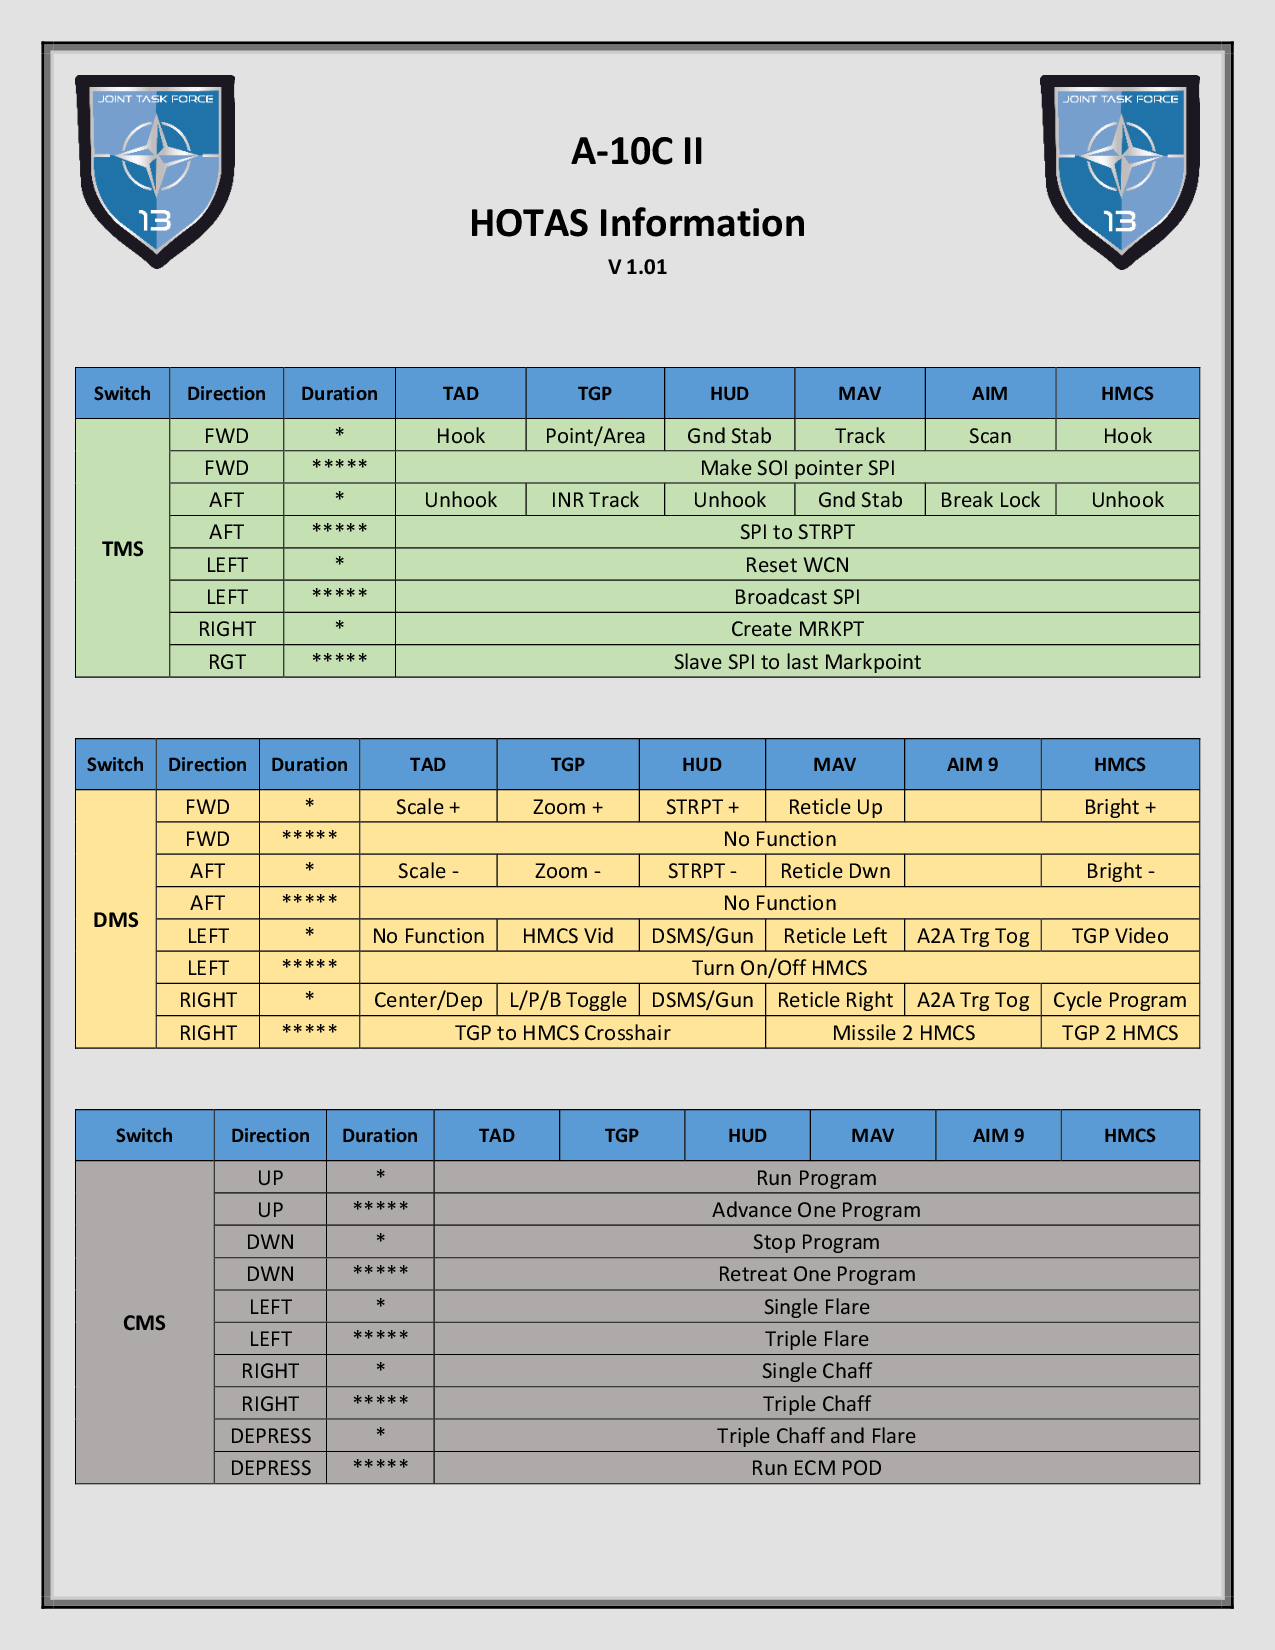 JOINT TASK FORCE
13
JOINT TASK FORCE
13
A-10C II
HOTAS Information
V 1.01
Switch Direction Duration TAD TGP HUD MAV AIM HMCS
TMS
FWD * Hook Point/Area Gnd Stab Track Scan Hook
FWD ***** Make SOI pointer SPI
AFT * Unhook INR Track Unhook Gnd Stab Break Lock Unhook
AFT ***** SPI to STRPT
LEFT * Reset WCN
LEFT ***** Broadcast SPI
RIGHT * Create MRKPT
RGT ***** Slave SPI to last Markpoint
Switch Direction Duration TAD TGP HUD MAV AIM 9 HMCS
DMS
FWD * Scale + Zoom + STRPT + Reticle Up Bright +
FWD ***** No Function
AFT * Scale - Zoom - STRPT - Reticle Dwn Bright -
AFT ***** No Function
LEFT * No Function HMCS Vid DSMS/Gun Reticle Left A2A Trg Tog TGP Video
LEFT ***** Turn On/Off HMCS
RIGHT * Center/Dep L/P/B Toggle DSMS/Gun Reticle Right A2A Trg Tog Cycle Program
RIGHT ***** TGP to HMCS Crosshair Missile 2 HMCS TGP 2 HMCS
Switch Direction Duration TAD TGP HUD MAV AIM 9 HMCS
CMS
UP * Run Program
UP ***** Advance One Program
DWN * Stop Program
DWN ***** Retreat One Program
LEFT * Single Flare
LEFT ***** Triple Flare
RIGHT * Single Chaff
RIGHT ***** Triple Chaff
DEPRESS * Triple Chaff and Flare
DEPRESS ***** Run ECM POD